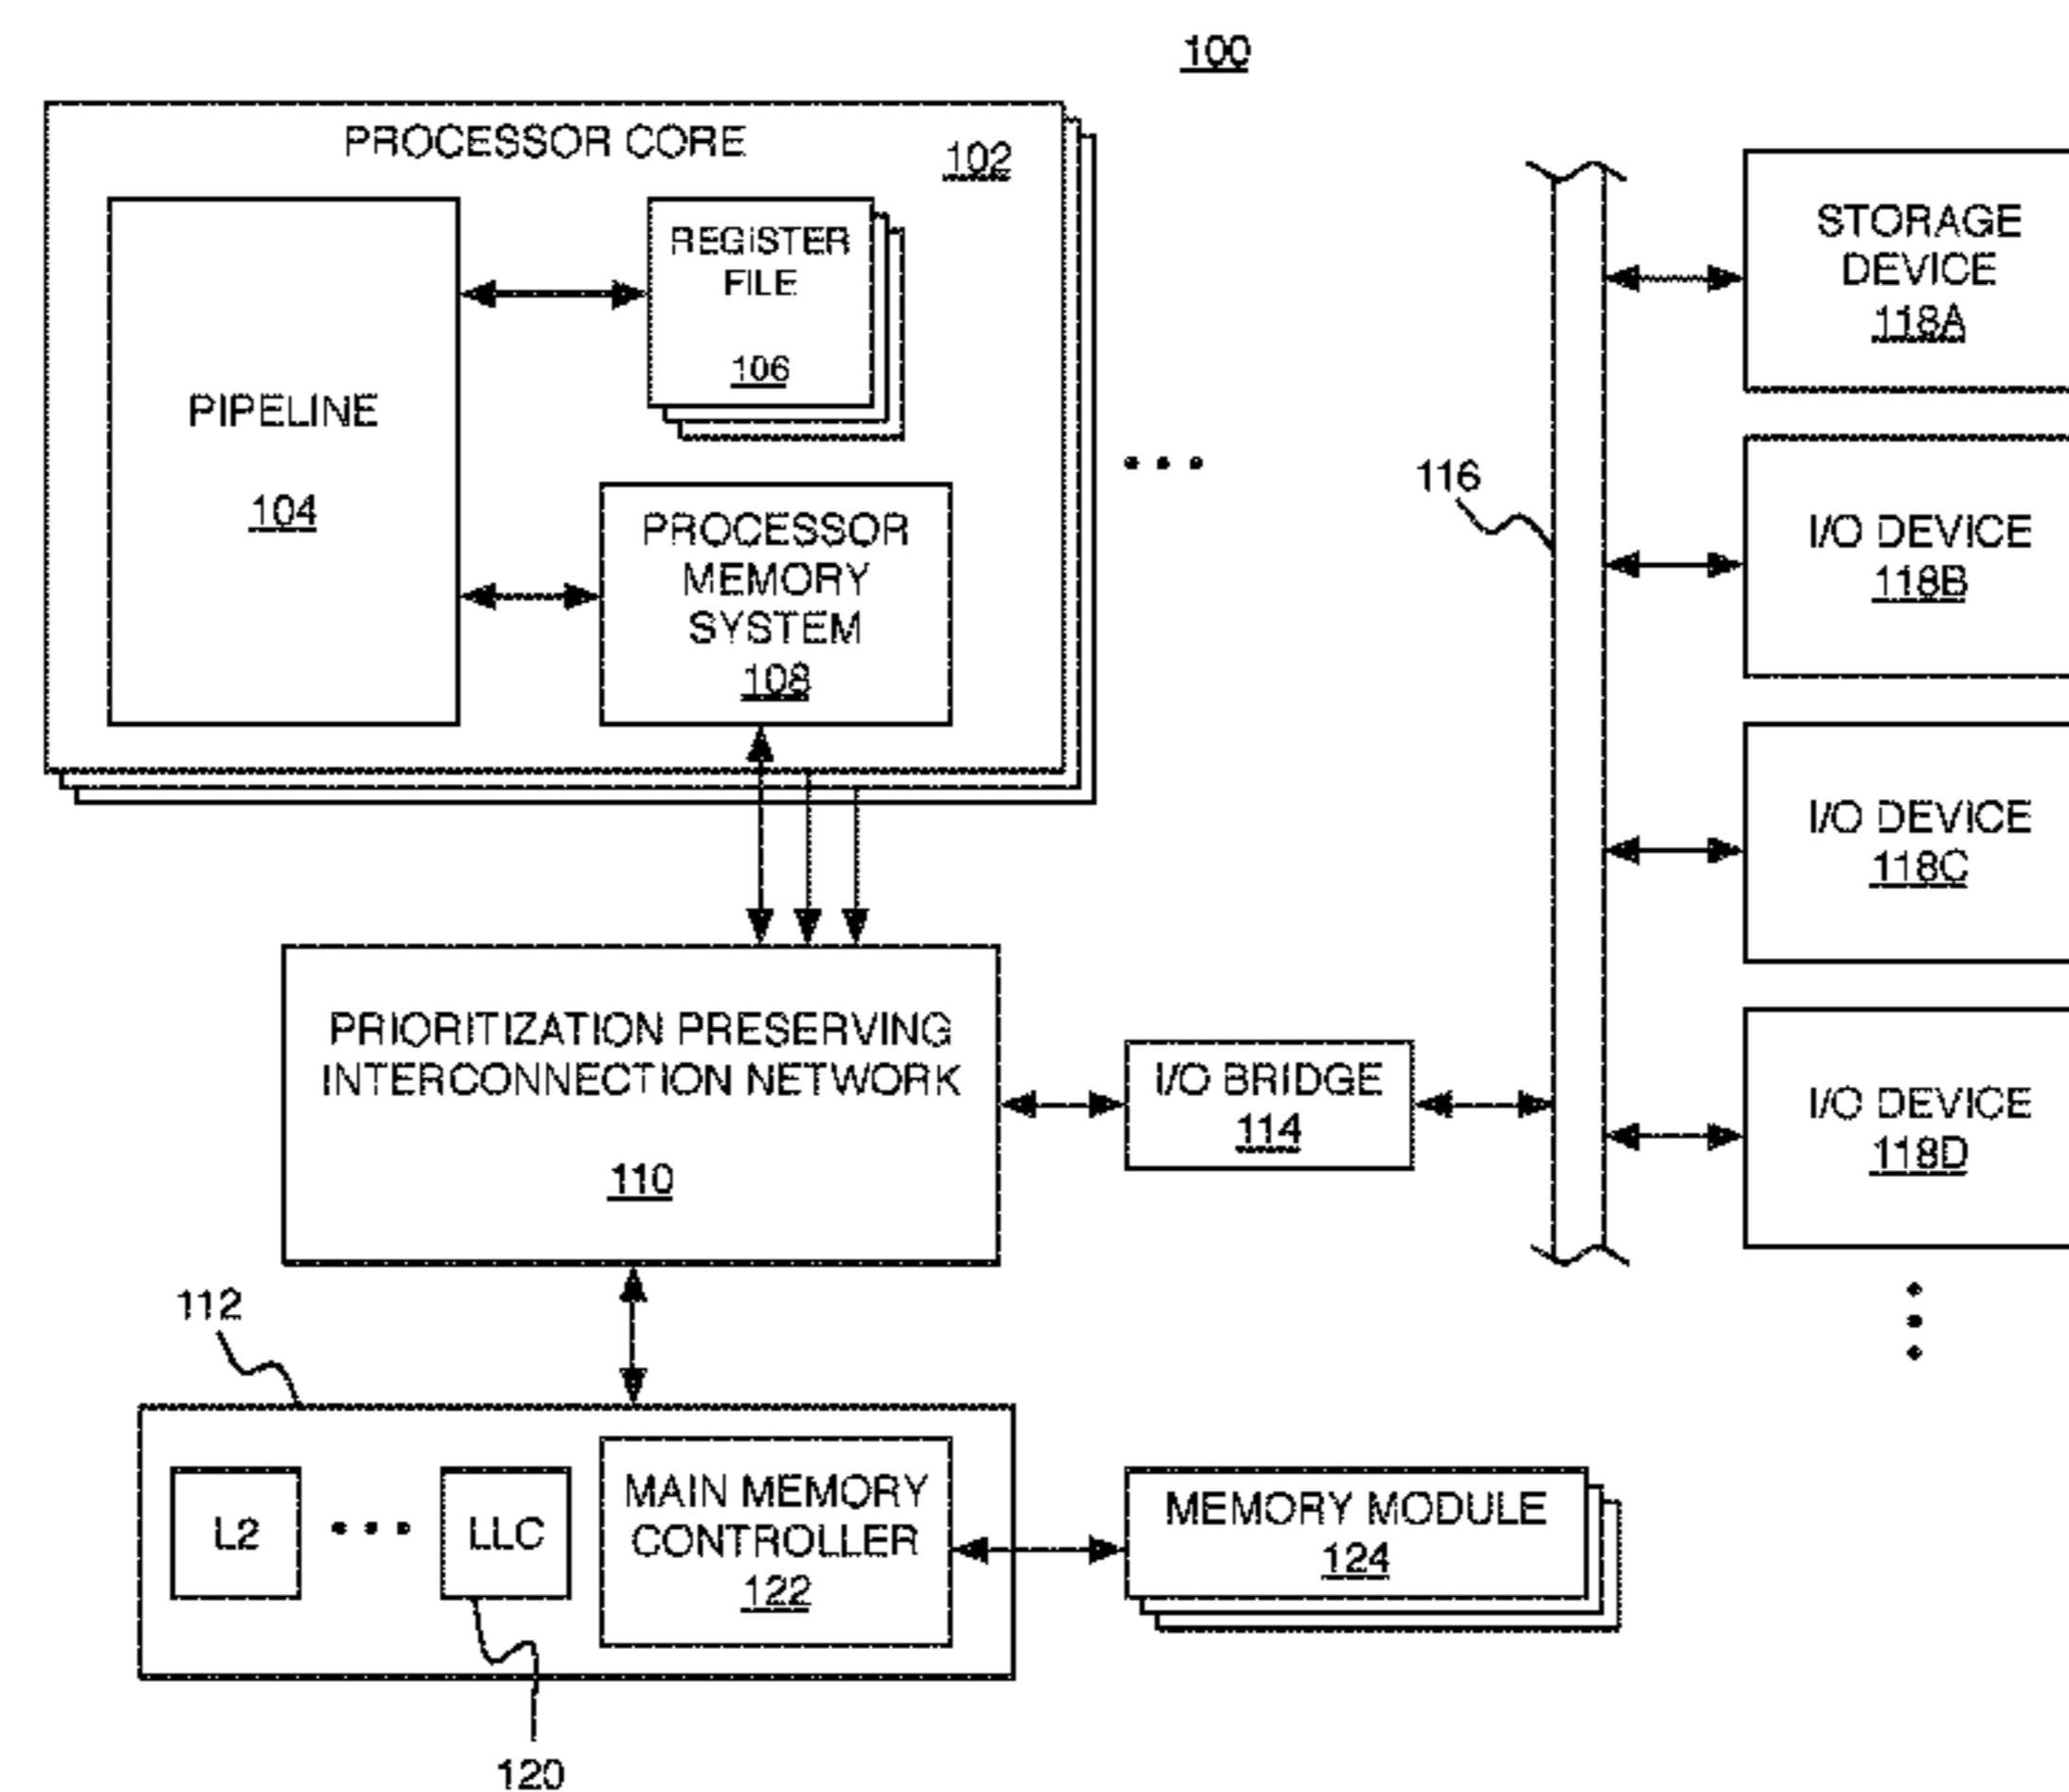 100
PROCESSOR CORE
102
PIPELINE
104
REGISTER
FILE
106
PROCESSOR
MEMORY
SYSTEM
108
• • •
116
STORAGE
DEVICE
118A
I/O DEVICE
118B
I/O DEVICE
118C
I/O DEVICE
118D
PRIORITIZATION PRESERVING
INTERCONNECTION NETWORK
110
I/O BRIDGE
114
112
L2
• • •
LLC
120
MAIN MEMORY
CONTROLLER
122
MEMORY MODULE
124